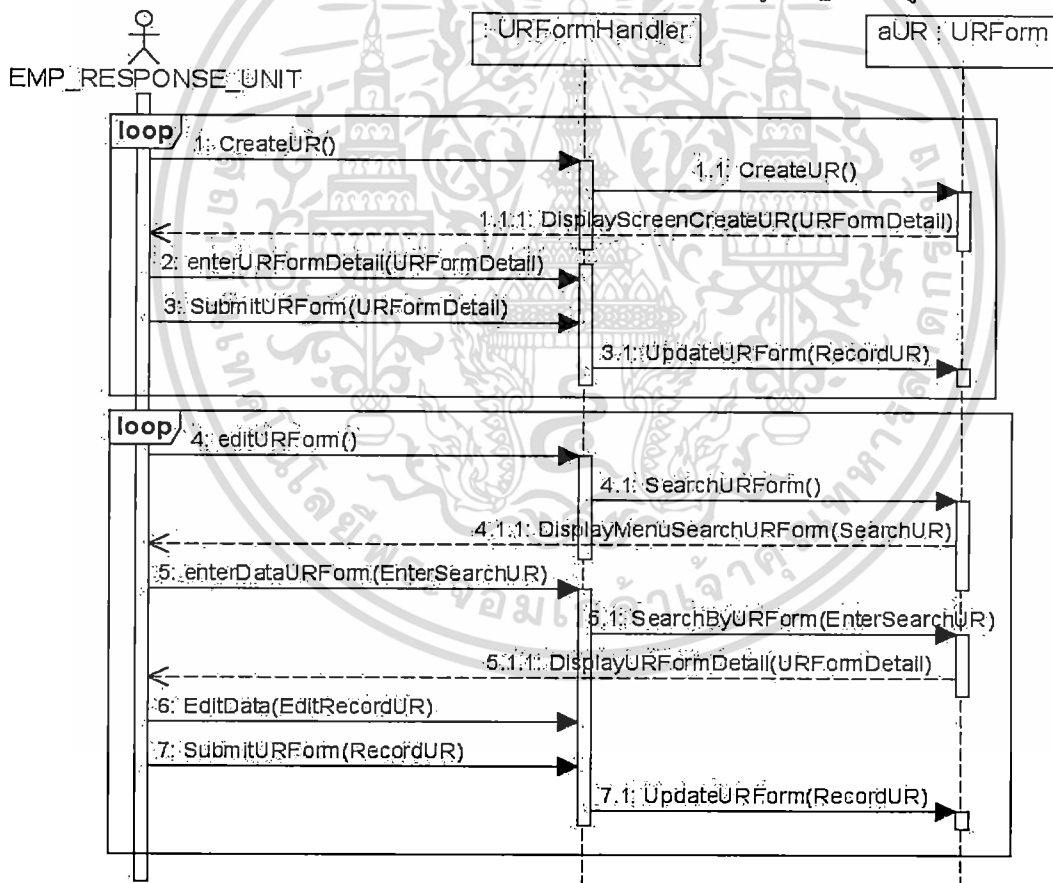 : URFormHandler
aUR : URForm
EMP_RESPONSE_UNIT
loop
1: CreateUR()
1.1: CreateUR()
1.1.1: DisplayScreenCreateUR(URFormDetail)
2: enterURFormDetail(URFormDetail)
3: SubmitURForm(URFormDetail)
3.1: UpdateURForm(RecordUR)
loop
4: editURForm()
4.1: SearchURForm()
4.1.1: DisplayMenuSearchURForm(SearchUR)
5: enterDataURForm(EnterSearchUR)
5.1: SearchByURForm(EnterSearchUR)
5.1.1: DisplayURFormDetail(URFormDetail)
6: EditData(EditRecordUR)
7: SubmitURForm(RecordUR)
7.1: UpdateURForm(RecordUR)